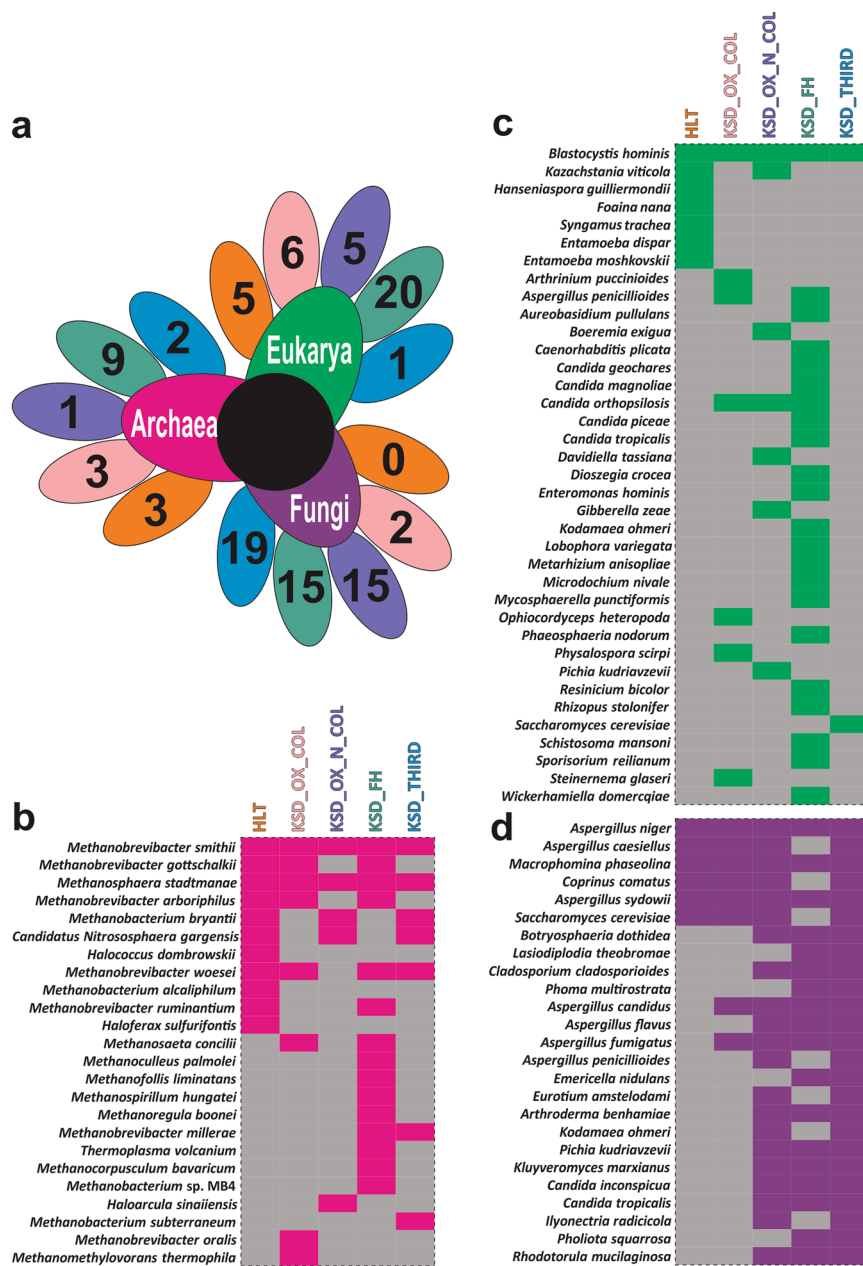 a
6
5
5
20
2
9
Eukarya
1
1
Archaea
0
3
Fungi
2
3
19
15
15
b
HLT
KSD_OX_COL
KSD_OX_N_COL
KSD_FH
KSD_THIRD
Methanobrevibacter smithii
Methanobrevibacter gottschalkii
Methanosphaera stadtmanae
Methanobrevibacter arboriphilus
Methanobacterium bryantii
Candidatus Nitrososphaera gargensis
Halococcus dombrowskii
Methanobrevibacter woesei
Methanobacterium alcaliphilum
Methanobrevibacter ruminantium
Haloferax sulfurifontis
Methanosaeta concilii
Methanoculleus palmolei
Methanofollis liminatans
Methanospirillum hungatei
Methanoregula boonei
Methanobrevibacter millerae
Thermoplasma volcanium
Methanocorpusculum bavaricum
Methanobacterium sp. MB4
Haloarcula sinaiiensis
Methanobacterium subterraneum
Methanobrevibacter oralis
Methanomethylovorans thermophila
c
HLT
KSD_OX_COL
KSD_OX_N_COL
KSD_FH
KSD_THIRD
Blastocystis hominis
Kazachstania viticola
Hanseniaspora guilliermondii
Foaina nana
Syngamus trachea
Entamoeba dispar
Entamoeba moshkovskii
Arthrinium puccinioides
Aspergillus penicillioides
Aureobasidium pullulans
Boeremia exigua
Caenorhabditis plicata
Candida geochares
Candida magnoliae
Candida orthopsilosis
Candida piceae
Candida tropicalis
Davidiella tassiana
Dioszegia crocea
Enteromonas hominis
Gibberella zeae
Kodamaea ohmeri
Lobophora variegata
Metarhizium anisopliae
Microdochium nivale
Mycosphaerella punctiformis
Ophiocordyceps heteropoda
Phaeosphaeria nodorum
Physalospora scirpi
Pichia kudriavzevii
Resinicium bicolor
Rhizopus stolonifer
Saccharomyces cerevisiae
Schistosoma mansoni
Sporisorium reilianum
Steinernema glaseri
Wickerhamiella domercqiae
d
Aspergillus niger
Aspergillus caesiellus
Macrophomina phaseolina
Coprinus comatus
Aspergillus sydowii
Saccharomyces cerevisiae
Botryosphaeria dothidea
Lasiodiplodia theobromae
Cladosporium cladosporioides
Phoma multirostrata
Aspergillus candidus
Aspergillus flavus
Aspergillus fumigatus
Aspergillus penicillioides
Emericella nidulans
Eurotium amstelodami
Arthroderma benhamiae
Kodamaea ohmeri
Pichia kudriavzevii
Kluyveromyces marxianus
Candida inconspicua
Candida tropicalis
Ilyonectria radicicola
Pholiota squarrosa
Rhodotorula mucilaginosa